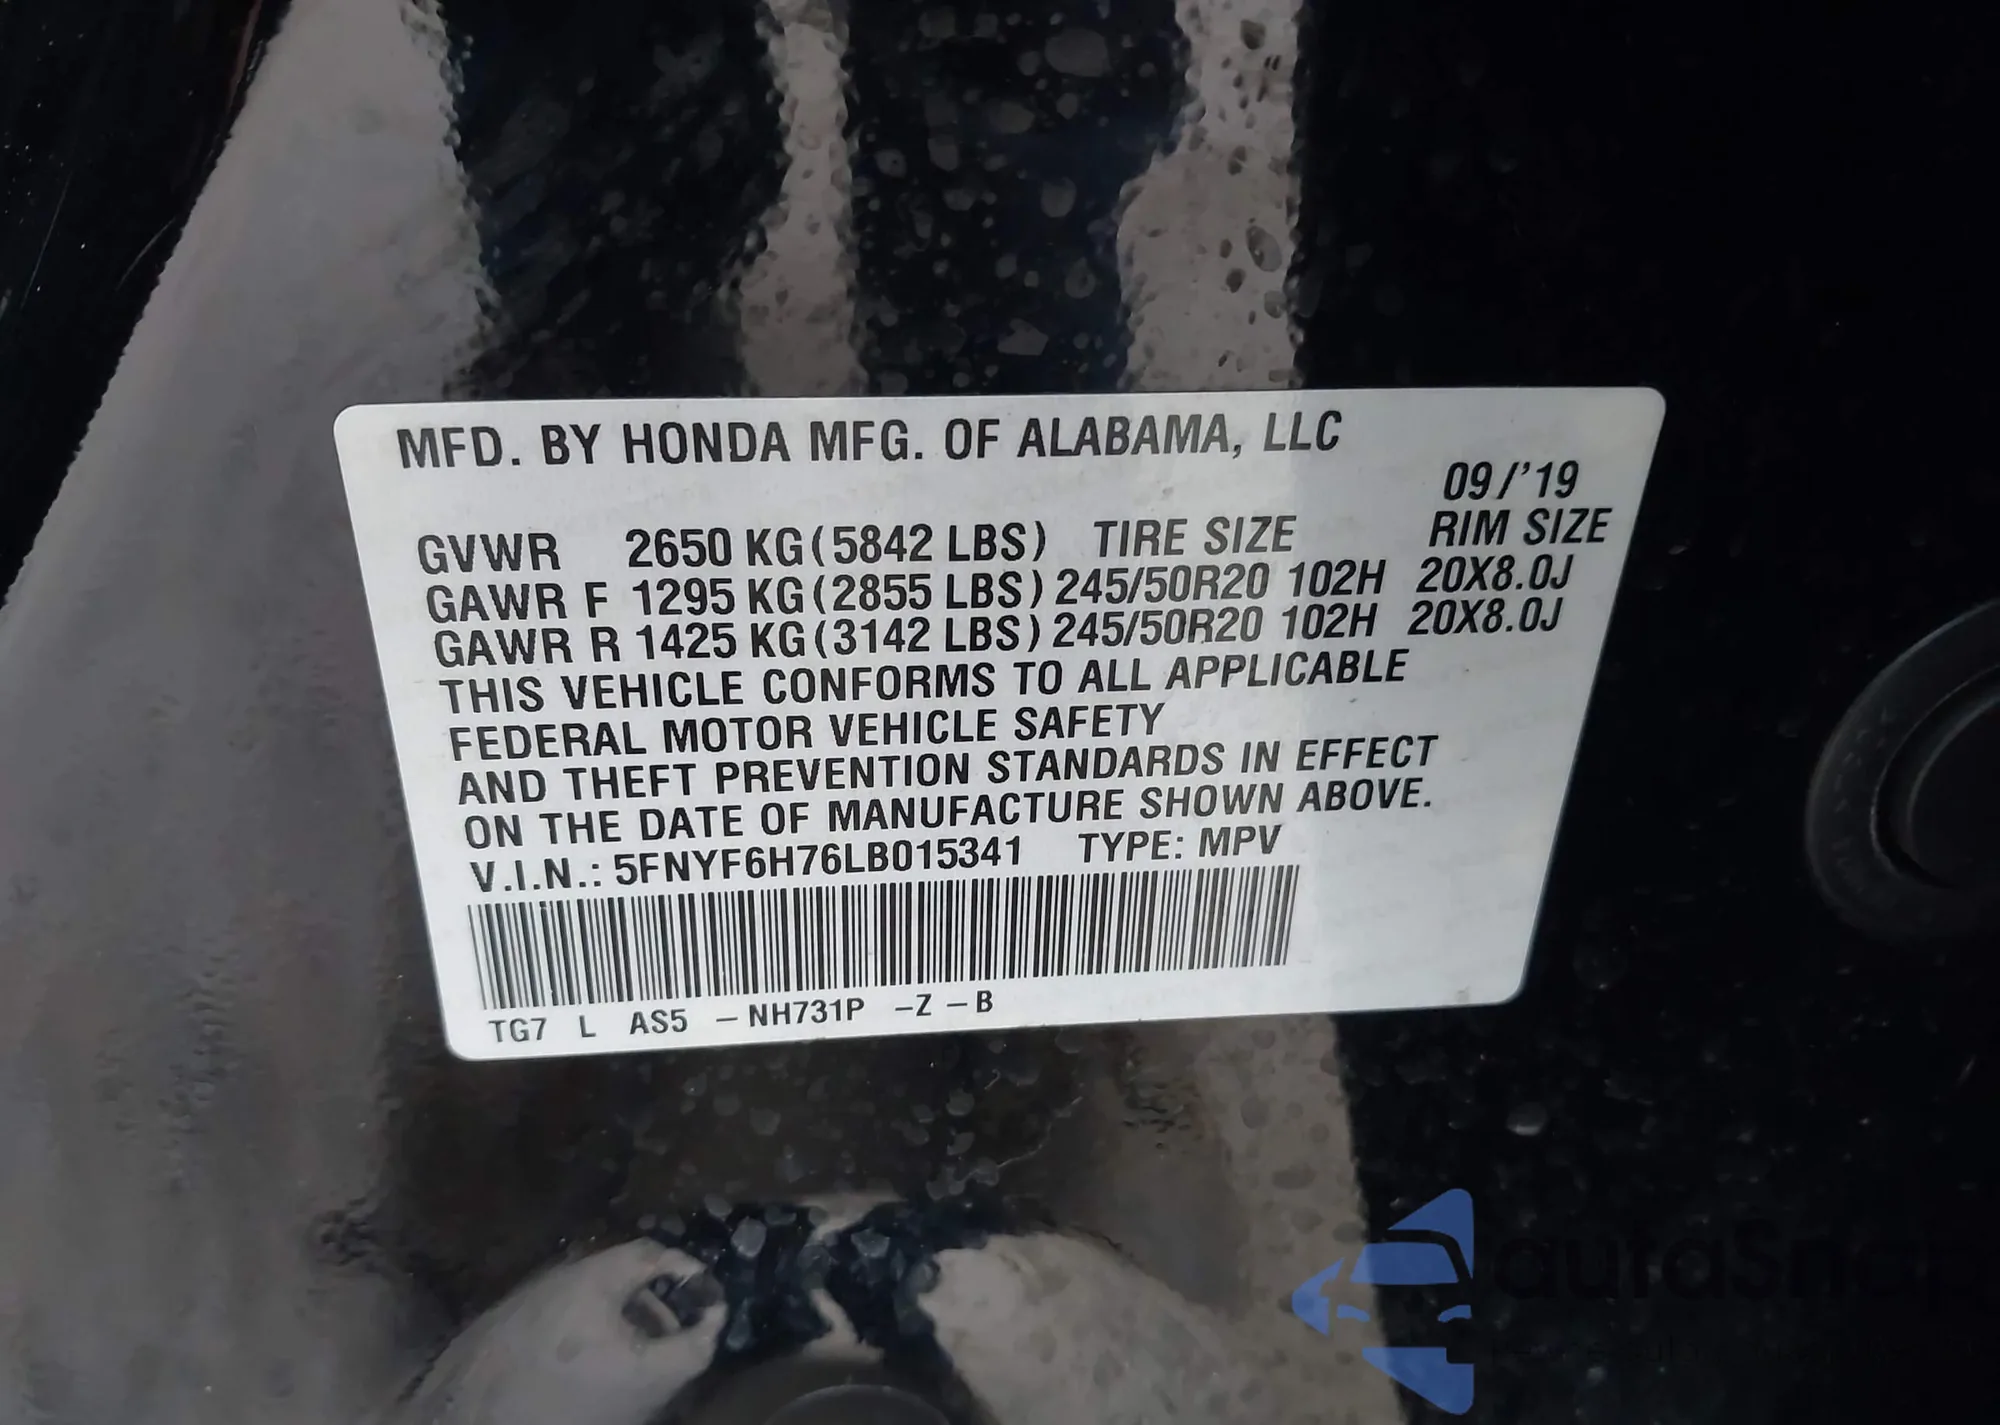 MFD. BY HONDA MFG. OF ALABAMA, LLC
09/'19
GVWR 2650 KG(5842 LBS) TIRE SIZE RIM SIZE
GAWR F 1295 KG(2855 LBS) 245/50R20 102H 20X8.0J
GAWR R 1425 KG(3142 LBS) 245/50R20 102H 20X8.0J
THIS VEHICLE CONFORMS TO ALL APPLICABLE
FEDERAL MOTOR VEHICLE SAFETY
AND THEFT PREVENTION STANDARDS IN EFFECT
ON THE DATE OF MANUFACTURE SHOWN ABOVE.
V.I.N.: 5FNYF6H76LB015341 TYPE: MPV
TG7 L AS5 –NH731P –Z –B